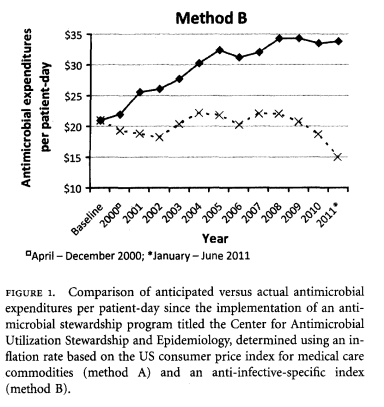 Method B
Antimicrobial expenditures
per patient-day
$35
$30
$25
$20
$15
$10
Baseline
2000¤
2001
2002
2003
2004
2005
2006
2007
2008
2009
2010
2011*
Year
¤April – December 2000; *January –
June 2011
FIGURE 1. Comparison of anticipated versus actual antimicrobial
expenditures per patient-day since the implementation of an anti-
microbial stewardship program titled the Center for Antimicrobial
Utilization Stewardship and Epidemiology, determined using an in-
flation rate based on the US consumer price index for medical care
commodities (method A) and an anti-infective-specific index
(method B).